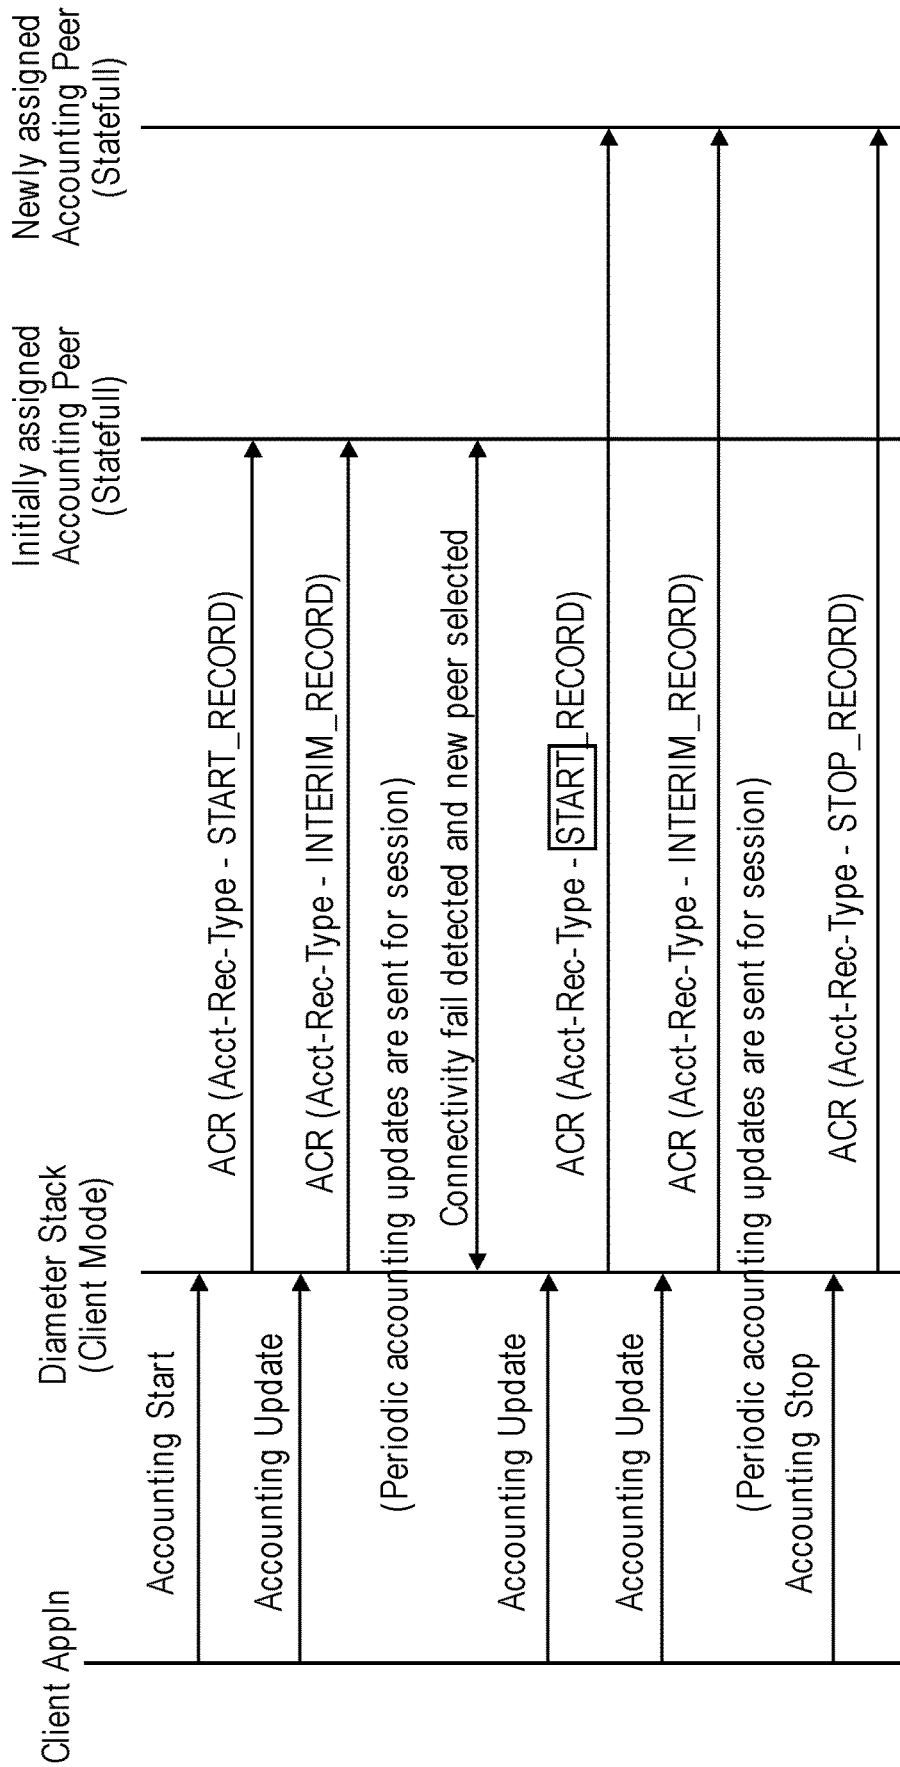 Client Appln
Diameter Stack
(Client Mode)
Initially assigned
Accounting Peer
(Statefull)
Newly assigned
Accounting Peer
(Statefull)
Accounting Start
ACR (Acct-Rec-Type - START_RECORD)
Accounting Update
ACR (Acct-Rec-Type - INTERIM_RECORD)
(Periodic accounting updates are sent for session)
Connectivity fail detected and new peer selected
Accounting Update
ACR (Acct-Rec-Type - START_RECORD)
Accounting Update
ACR (Acct-Rec-Type - INTERIM_RECORD)
(Periodic accounting updates are sent for session)
Accounting Stop
ACR (Acct-Rec-Type - STOP_RECORD)